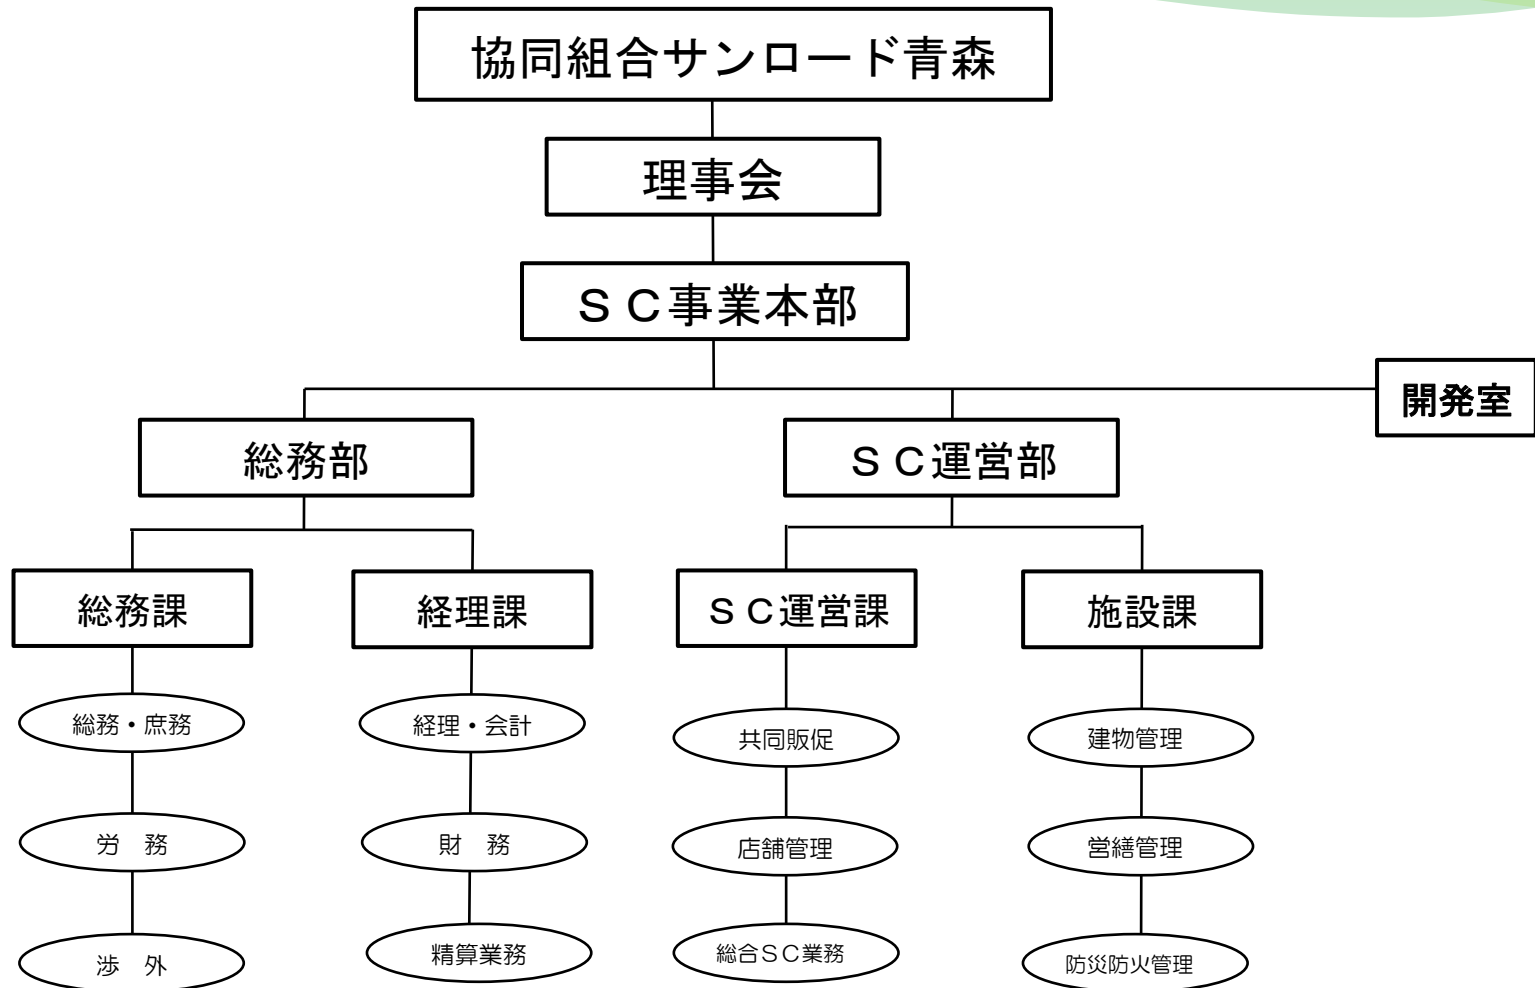 協同組合サンロード青森
理事会
ＳＣ事業本部
開発室
総務部
ＳＣ運営部
総務課
経理課
ＳＣ運営課
施設課
総務・庶務
経理・会計
共同販促
建物管理
労　務
財　務
店舗管理
営繕管理
渉　外
精算業務
総合ＳＣ業務
防災防火管理